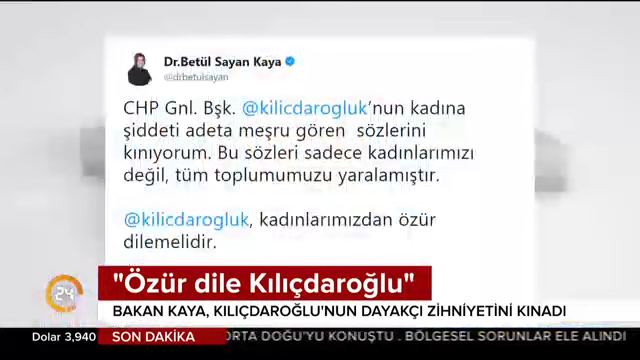 Dr.Betül Sayan Kaya
@drbetulsayan
CHP Gnl. Bşk. @kilicdarogluk'nun kadına
şiddeti adeta meşru gören sözlerini
kınıyorum. Bu sözleri sadece kadınlarımızı
değil, tüm toplumumuzu yaralamıştır.
@kilicdarogluk, kadınlarımızdan özür
dilemelidir.
24
"Özür dile Kılıçdaroğlu"
BAKAN KAYA, KILIÇDAROĞLU'NUN DAYAKÇI ZİHNİYETİNİ KINADI
Dolar 3,940 SON DAKİKA ORTA DOĞU'YU KONUŞTU . BÖLGESEL SORUNLAR ELE ALINDI